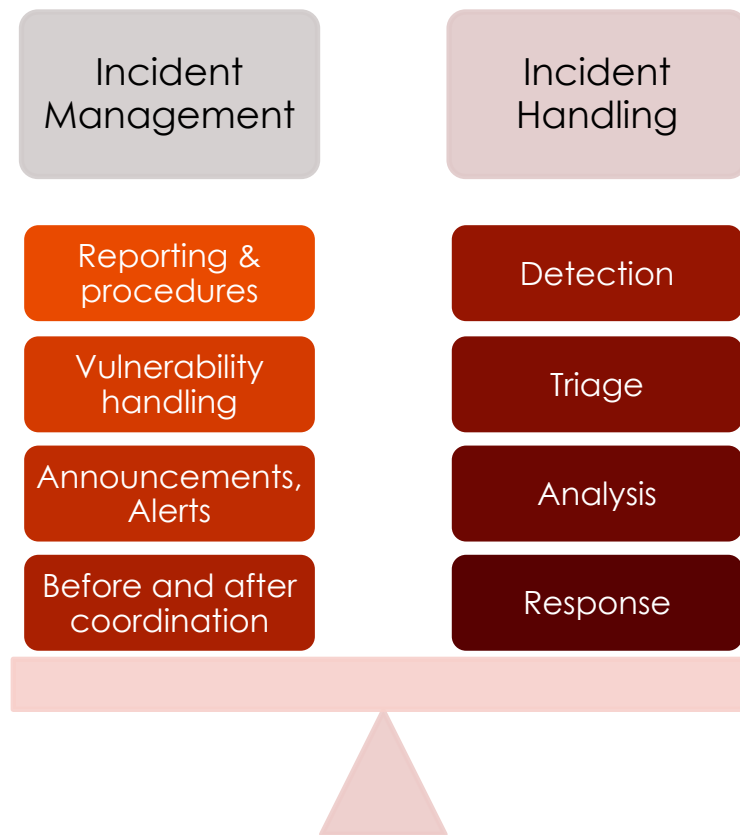 Incident
Management
Incident
Handling
Reporting &
procedures
Vulnerability
handling
Announcements,
Alerts
Before and after
coordination
Detection
Triage
Analysis
Response